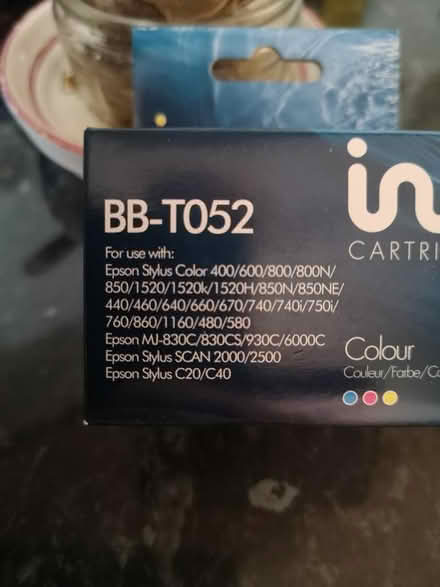 BB-T052
For use with:
Epson Stylus Color 400/600/800/800N/
850/1520/1520k/1520H/850N/850NE/
440/460/640/660/670/740/740i/750i/
760/860/1160/480/580
Epson MJ-830C/830CS/930C/6000C
Epson Stylus SCAN 2000/2500
Epson Stylus C20/C40
in
CARTRI
Colour
Couleur/Farbe/Co